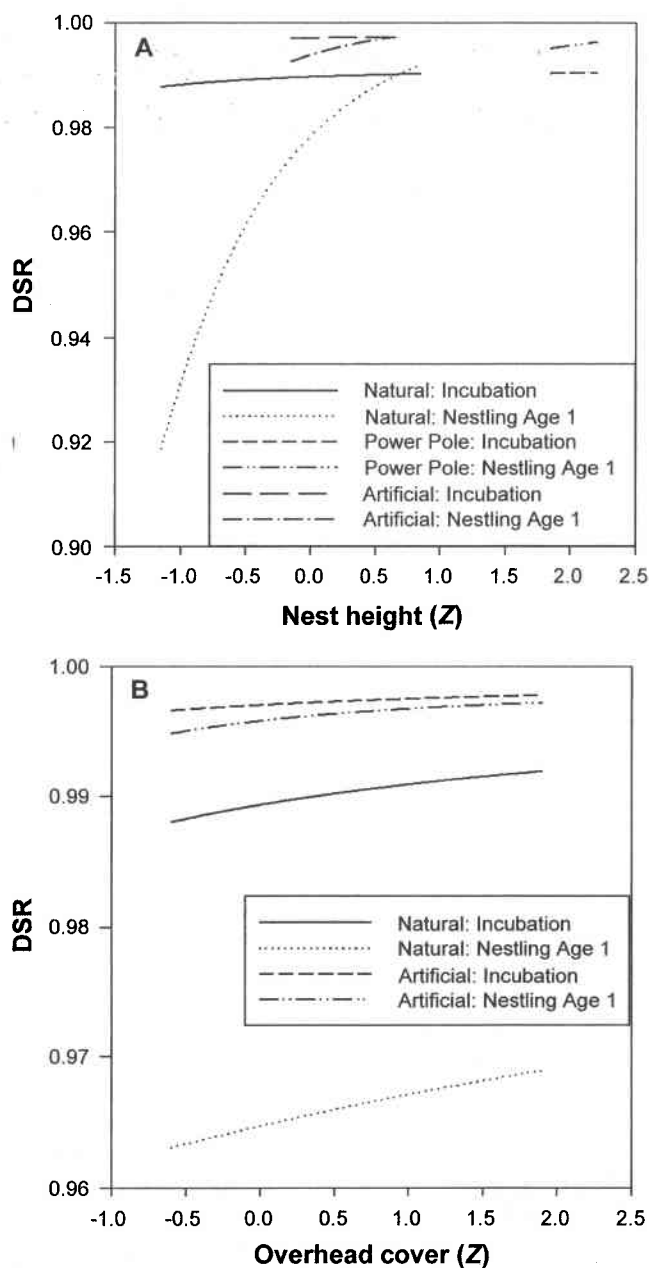 A
1.00
0.98
0.96
0.94
0.92
0.90
DSR
Natural: Incubation
Natural: Nestling Age 1
Power Pole: Incubation
Power Pole: Nestling Age 1
Artificial: Incubation
Artificial: Nestling Age 1
-1.5 -1.0 -0.5 0.0 0.5 1.0 1.5 2.0 2.5
Nest height (Z)
B
1.00
0.99
0.98
0.97
0.96
DSR
Natural: Incubation
Natural: Nestling Age 1
Artificial: Incubation
Artificial: Nestling Age 1
-1.0 -0.5 0.0 0.5 1.0 1.5 2.0 2.5
Overhead cover (Z)